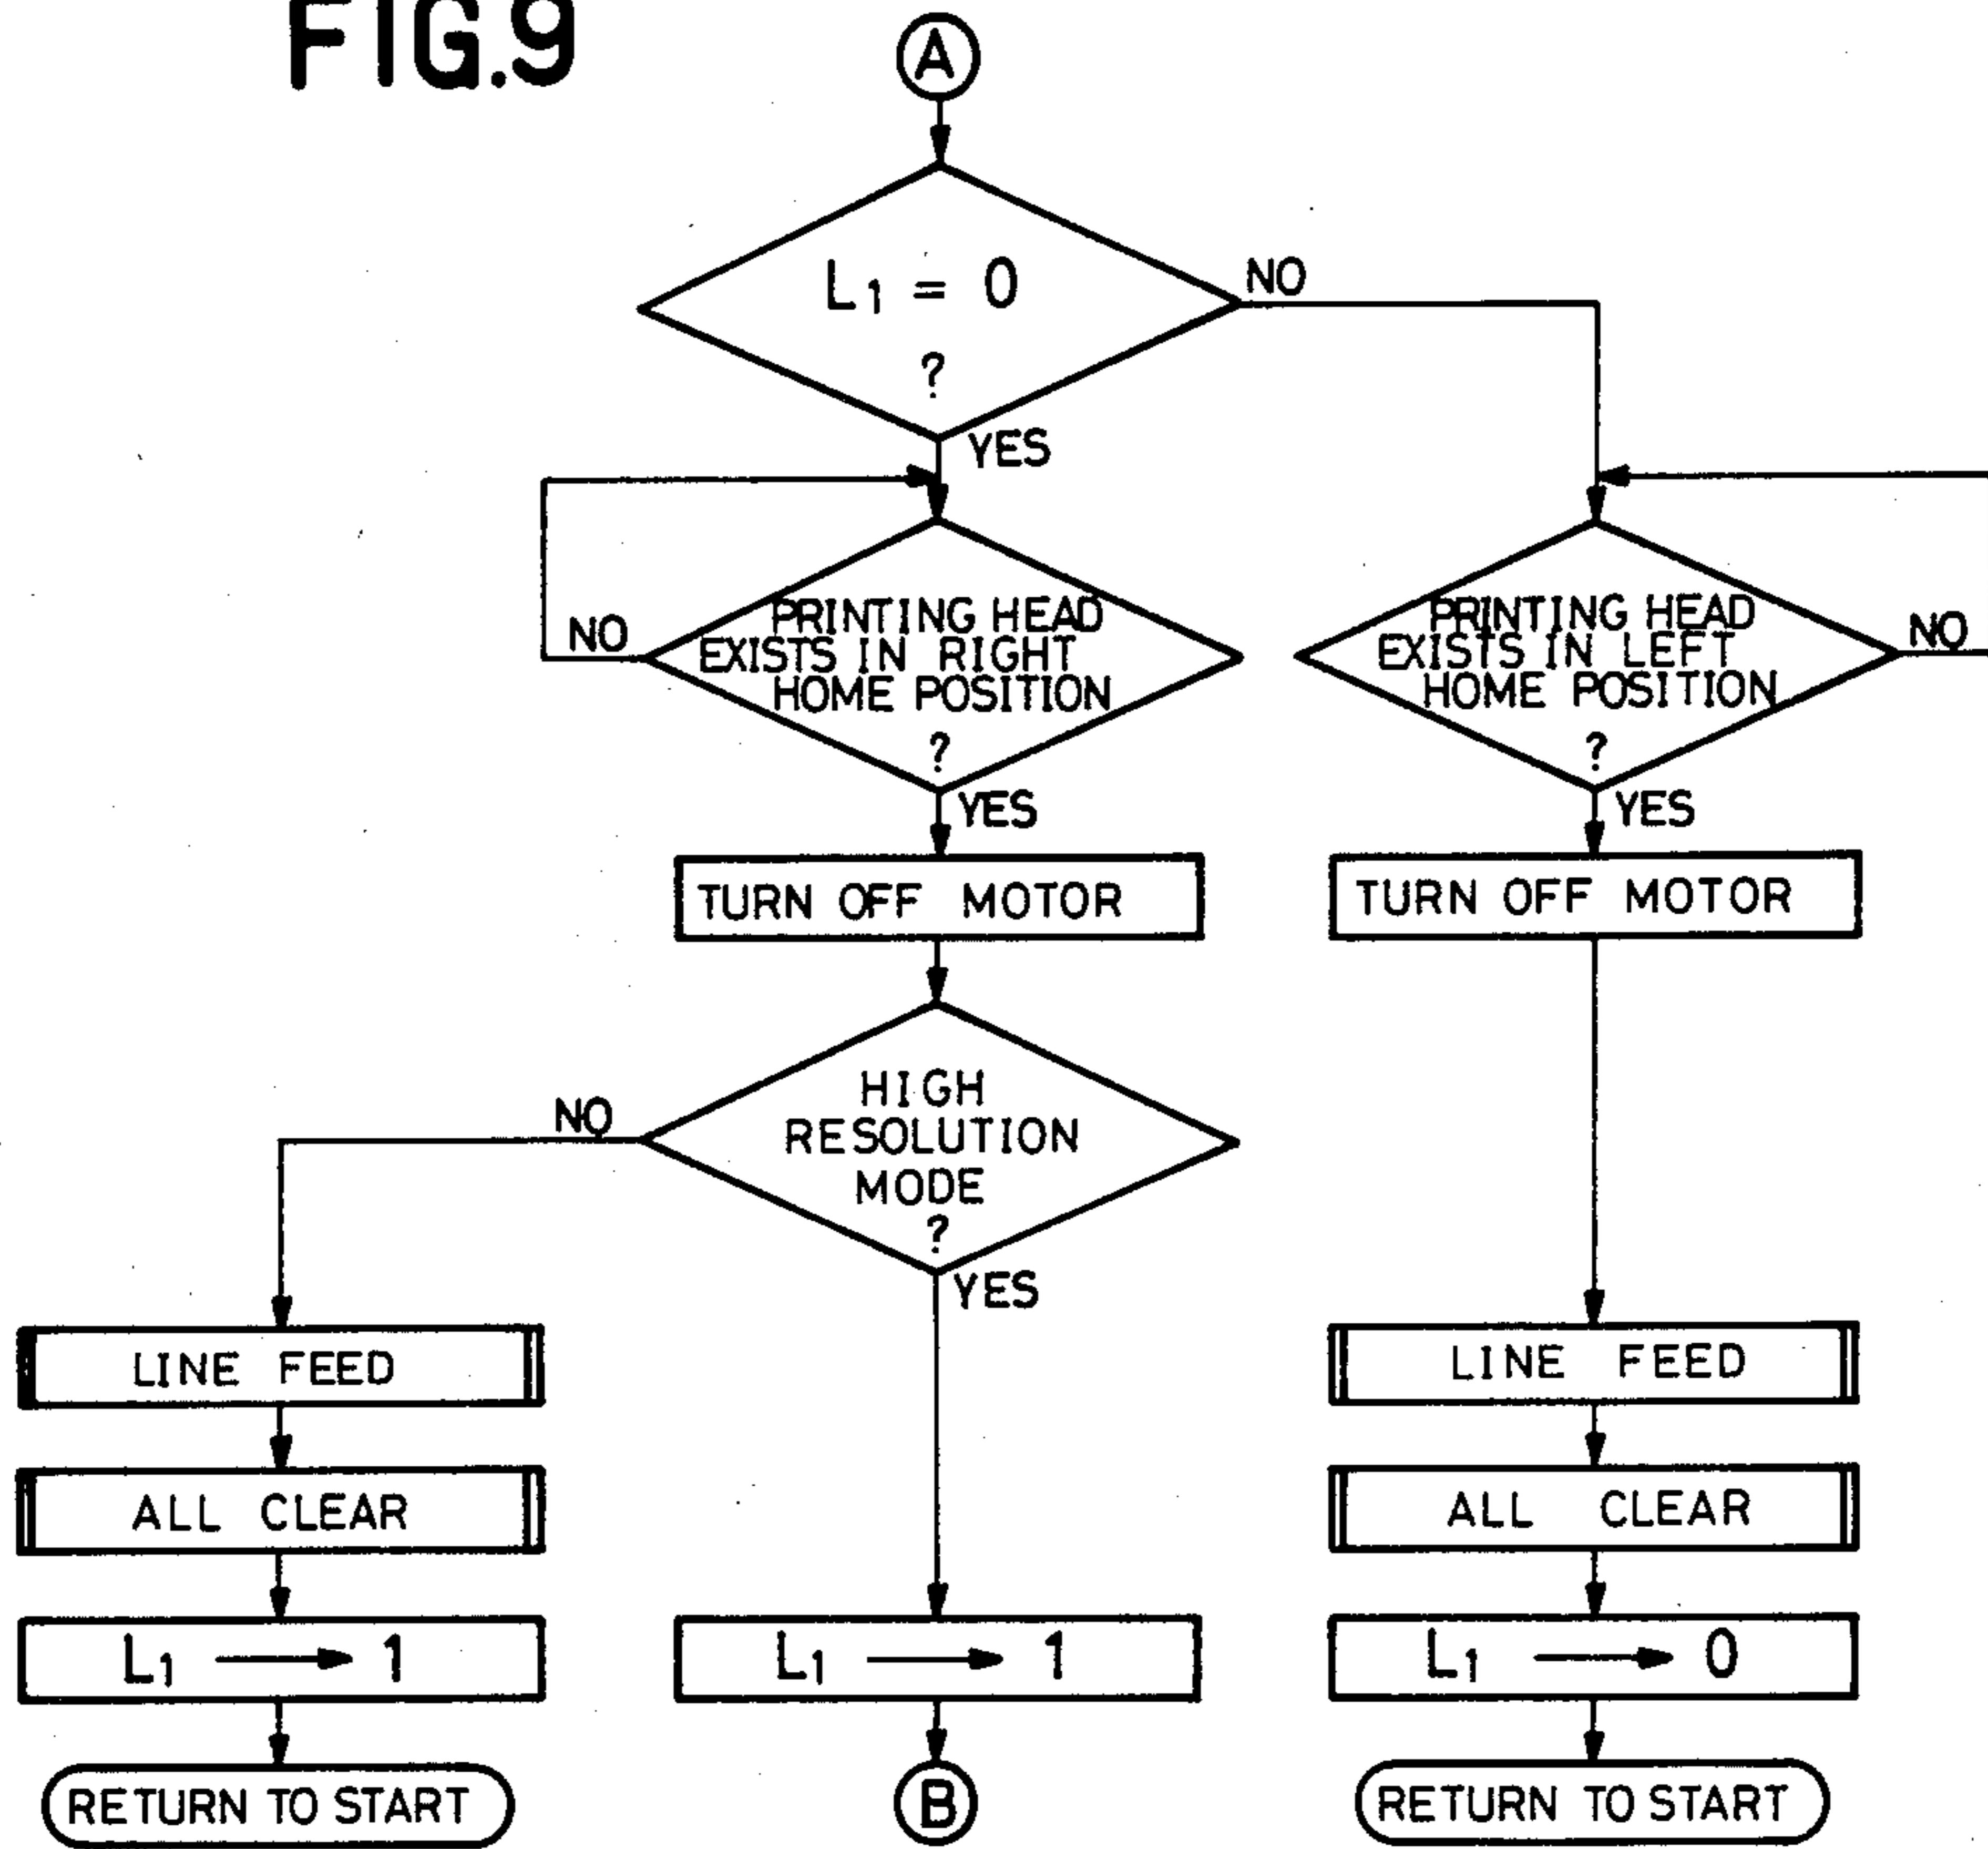 FIG.9
A
L1 = 0
?
NO
YES
PRINTING HEAD
EXISTS IN RIGHT
HOME POSITION
?
NO
YES
PRINTING HEAD
EXISTS IN LEFT
HOME POSITION
?
NO
YES
TURN OFF MOTOR
TURN OFF MOTOR
HIGH
RESOLUTION
MODE
?
NO
YES
LINE FEED
LINE FEED
ALL CLEAR
ALL CLEAR
L1 → 1
L1 → 1
L1 → 0
RETURN TO START
B
RETURN TO START